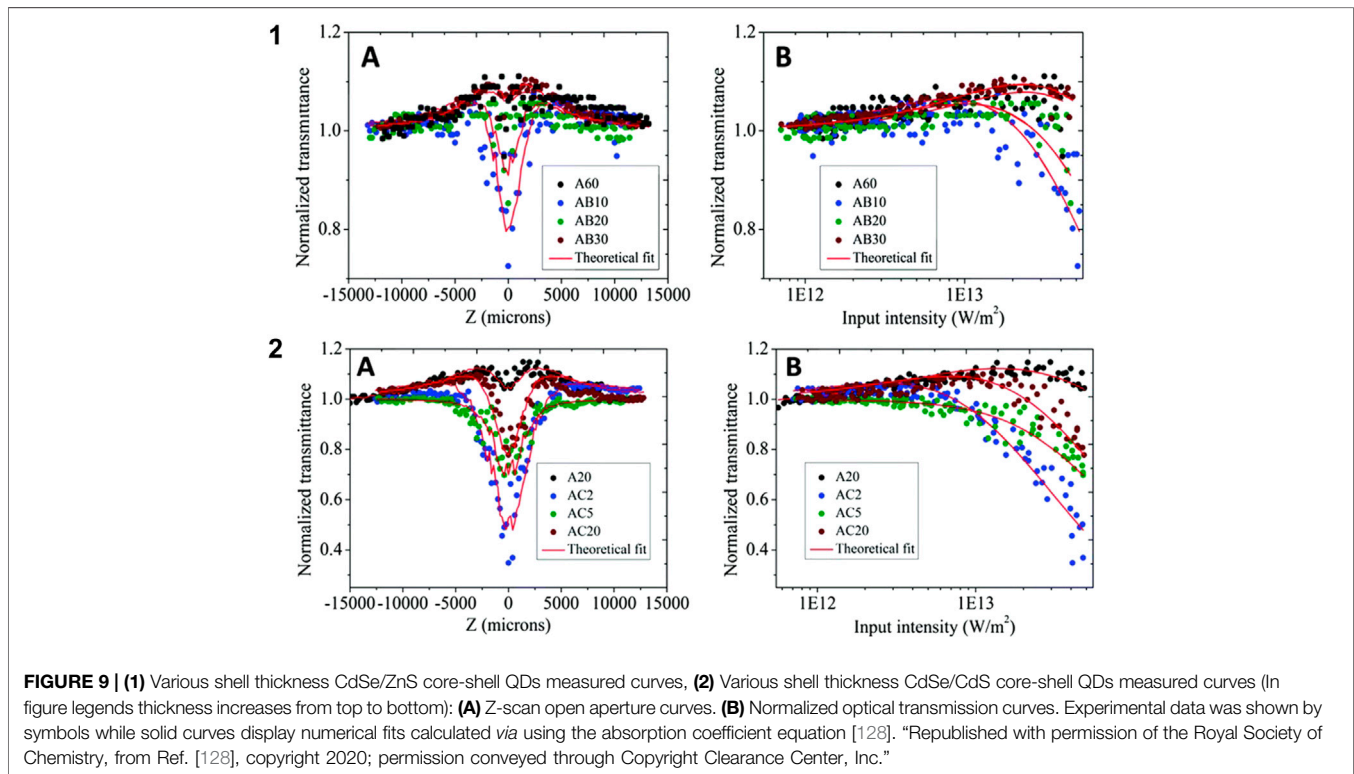 1
A
1.2
1.0
0.8
Normalized transmittance
A60
AB10
AB20
AB30
Theoretical fit
-15000 -10000 -5000 0 5000 10000 15000
Z (microns)
B
1.2
1.0
0.8
Normalized transmittance
A60
AB10
AB20
AB30
Theoretical fit
1E12 1E13
Input intensity (W/m²)
2
A
1.2
1.0
0.8
0.6
0.4
Normalized transmittance
A20
AC2
AC5
AC20
Theoretical fit
-15000 -10000 -5000 0 5000 10000 15000
Z (microns)
B
1.2
1.0
0.8
0.6
0.4
Normalized transmittance
A20
AC2
AC5
AC20
Theoretical fit
1E12 1E13
Input intensity (W/m²)
FIGURE 9 | (1) Various shell thickness CdSe/ZnS core-shell QDs measured curves, (2) Various shell thickness CdSe/CdS core-shell QDs measured curves (In
figure legends thickness increases from top to bottom): (A) Z-scan open aperture curves. (B) Normalized optical transmission curves. Experimental data was shown by
symbols while solid curves display numerical fits calculated via using the absorption coefficient equation [128]. “Republished with permission of the Royal Society of
Chemistry, from Ref. [128], copyright 2020; permission conveyed through Copyright Clearance Center, Inc.”